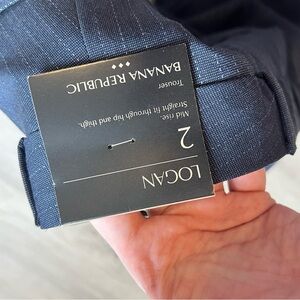 LOGAN
2
Mid rise.
Straight fit through hip and thigh.
Trouser
BANANA REPUBLIC